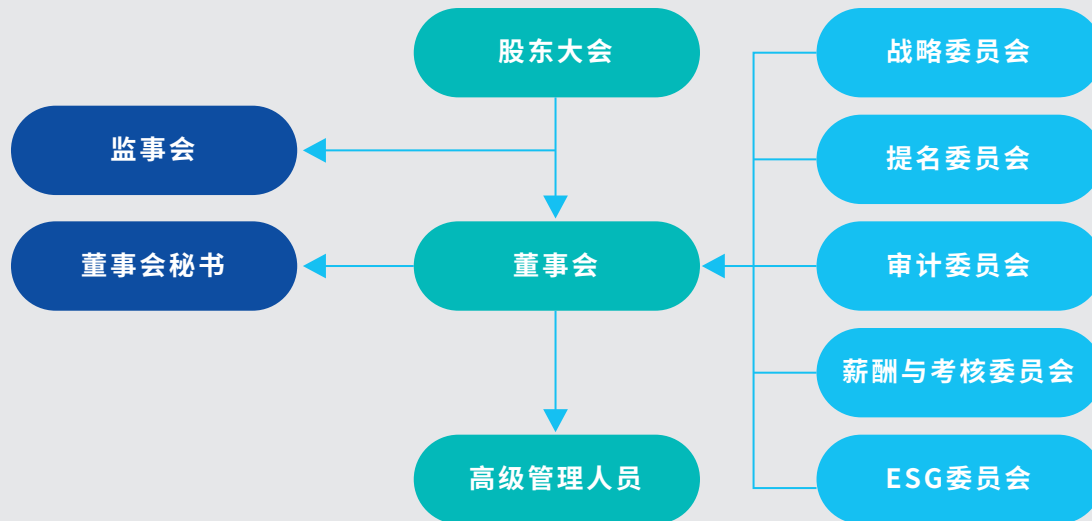 股东大会
战略委员会
监事会
提名委员会
董事会秘书
董事会
审计委员会
薪酬与考核委员会
高级管理人员
ESG委员会